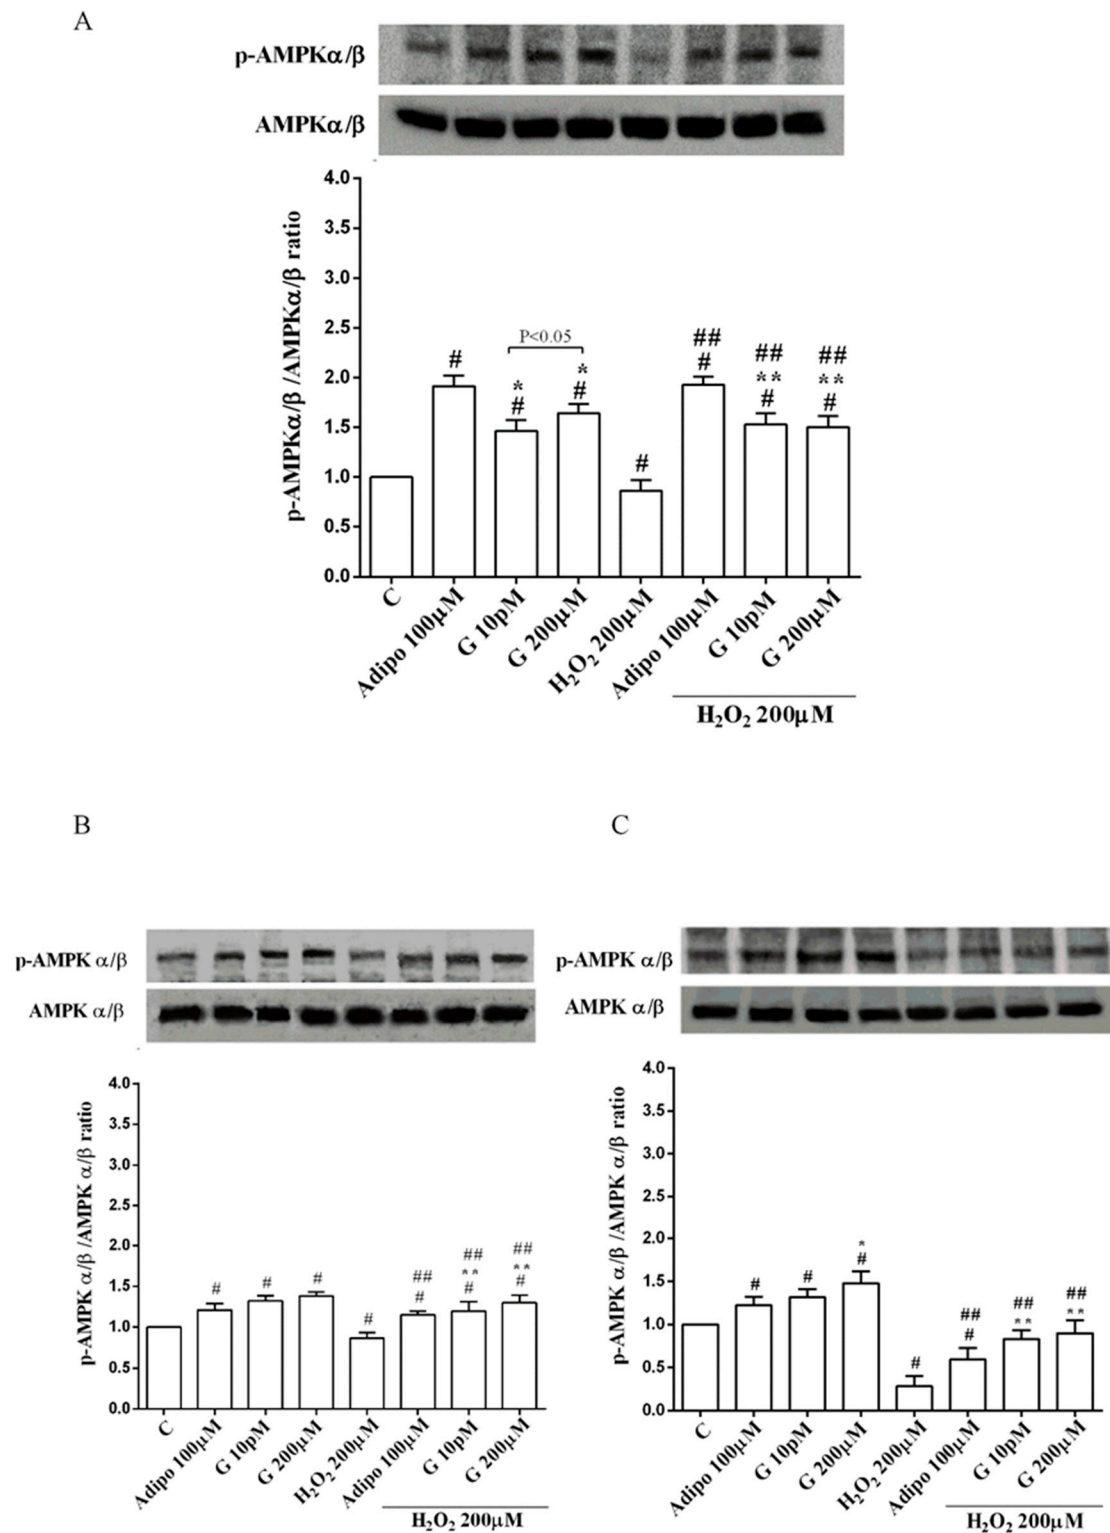 A
p-AMPKα/β
AMPKα/β
p-AMPKα/β /AMPKα/β ratio
4.0
3.5
3.0
2.5
2.0
1.5
1.0
0.5
0.0
P<0.05
#
*
#
*
#
#
##
#
##
**
#
##
**
#
C
Adipo 100μM
G 10pM
G 200μM
H₂O₂ 200μM
Adipo 100μM
G 10pM
G 200μM
H₂O₂ 200μM
B
p-AMPK α/β
AMPK α/β
p-AMPK α/β /AMPK α/β ratio
4.0
3.5
3.0
2.5
2.0
1.5
1.0
0.5
0.0
#
#
#
#
##
#
##
**
#
##
**
#
C
Adipo 100μM
G 10pM
G 200μM
H₂O₂ 200μM
Adipo 100μM
G 10pM
G 200μM
H₂O₂ 200μM
C
p-AMPK α/β
AMPK α/β
p-AMPK α/β /AMPK α/β ratio
4.0
3.5
3.0
2.5
2.0
1.5
1.0
0.5
0.0
#
#
*
#
#
##
#
##
**
##
**
C
Adipo 100μM
G 10pM
G 200μM
H₂O₂ 200μM
Adipo 100μM
G 10pM
G 200μM
H₂O₂ 200μM